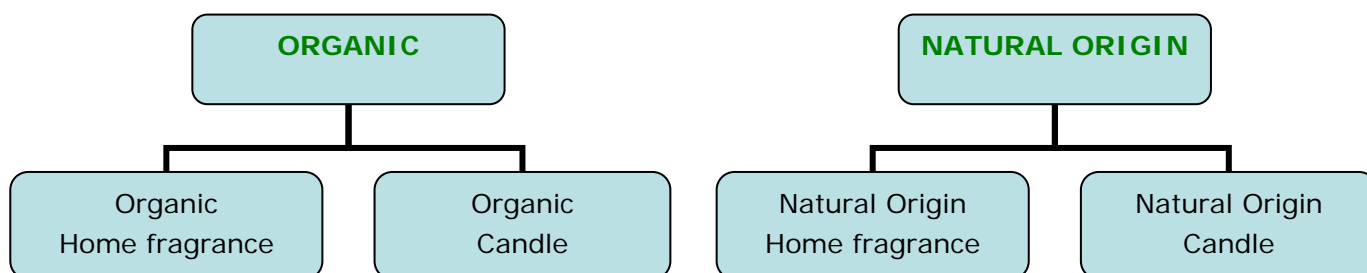 ORGANIC
NATURAL ORIGIN
Organic
Home fragrance
Organic
Candle
Natural Origin
Home fragrance
Natural Origin
Candle